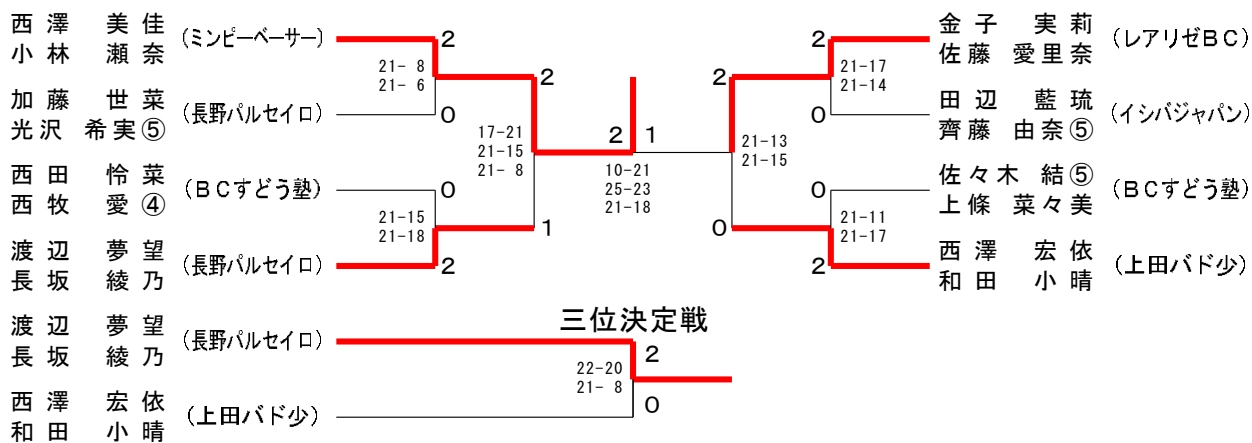 西澤　美佳
小林　瀬奈
(ミンピーベーサー)
2
21- 8
21- 6
加藤　世菜
光沢　希実⑤
(長野パルセイロ)
0
2
17-21
21-15
21- 8
西田　怜菜
西牧　愛④
(BCすどう塾)
0
21-15
21-18
渡辺　夢望
長坂　綾乃
(長野パルセイロ)
2
1
2 1
10-21
25-23
21-18
金子　実莉
佐藤　愛里奈
(レアリゼBC)
2
21-17
21-14
田辺　藍琉
齊藤　由奈⑤
(イシバジャパン)
0
2
21-13
21-15
佐々木　結⑤
上條　菜々美
(BCすどう塾)
0
21-11
21-17
西澤　宏依
和田　小晴
(上田バド少)
2
0
三位決定戦
渡辺　夢望
長坂　綾乃
(長野パルセイロ)
2
22-20
21- 8
西澤　宏依
和田　小晴
(上田バド少)
0